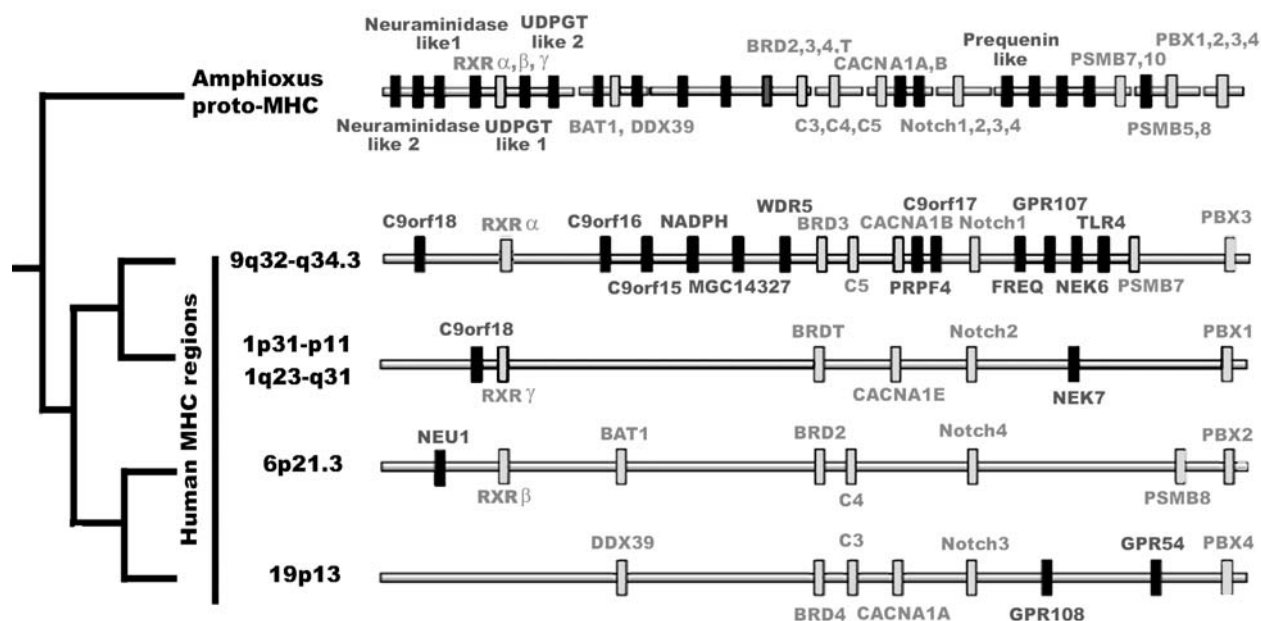 Neuraminidase
like1
UDPGT
like 2
RXR α,β,γ
BRD2,3,4.T
CACNA1A,B
Prequenin
like
PSMB7,10
PBX1,2,3,4
Amphioxus
proto-MHC
Neuraminidase
like 2
UDPGT
like 1
BAT1, DDX39
C3,C4,C5
Notch1,2,3,4
PSMB5,8
Human MHC regions
9q32-q34.3
C9orf18
RXR α
C9orf16
NADPH
WDR5
BRD3
C9orf17
CACNA1B
Notch1
GPR107
TLR4
PBX3
C9orf15
MGC14327
C5
PRPF4
FREQ
NEK6
PSMB7
1p31-p11
1q23-q31
C9orf18
BRDT
Notch2
PBX1
RXR γ
CACNA1E
NEK7
6p21.3
NEU1
BAT1
BRD2
Notch4
PBX2
RXR β
C4
PSMB8
19p13
DDX39
C3
Notch3
GPR54
PBX4
BRD4
CACNA1A
GPR108